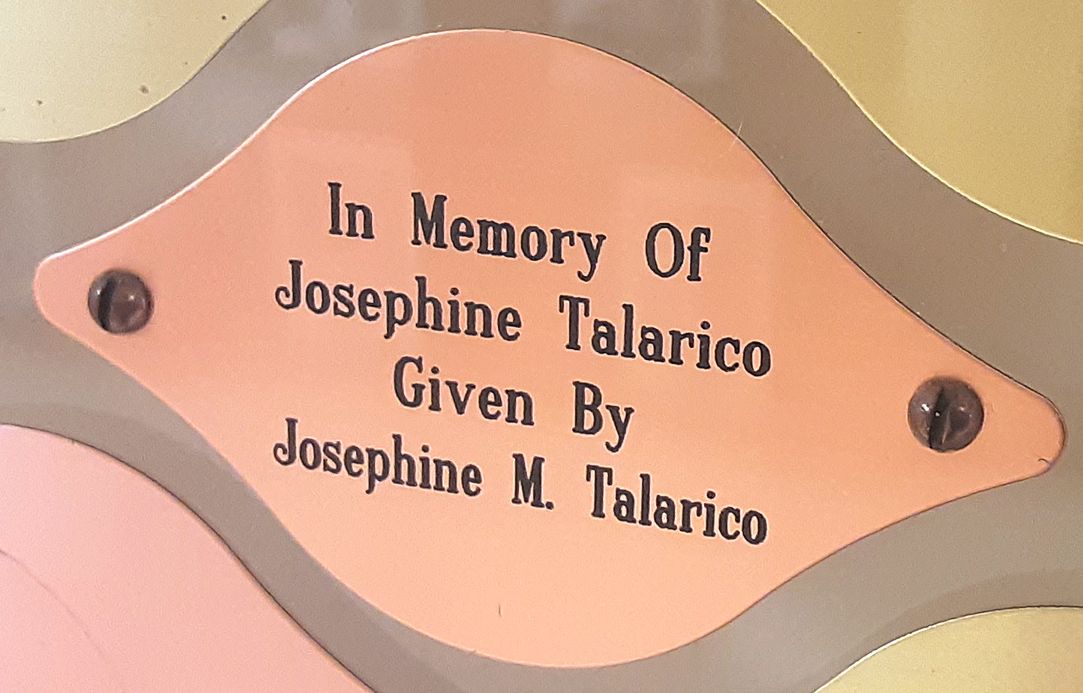 In Memory Of
Josephine Talarico
Given By
Josephine M. Talarico